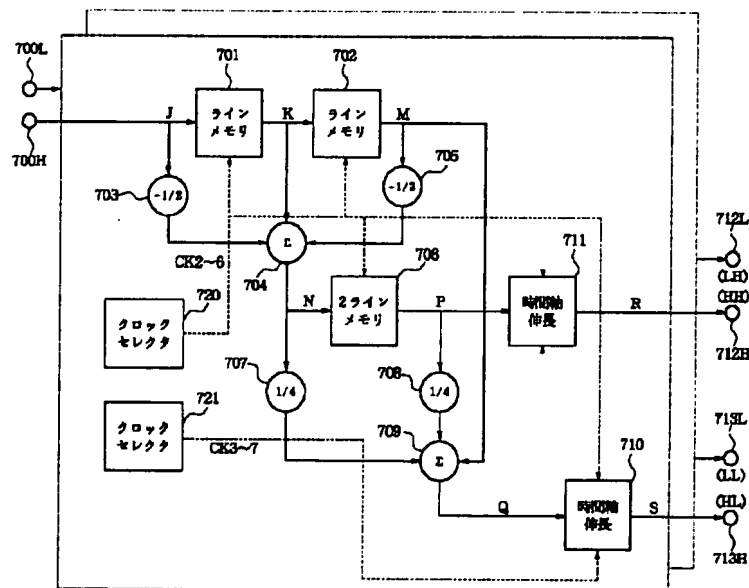 701
702
700L
J
ライン
メモリ
K
ライン
メモリ
M
700H
705
703
-1/2
-1/2
712L
Σ
711
(LH)
CK2~6
704
706
(HH)
720
N
2ライン
メモリ
P
時間軸
伸長
R
クロック
セレクタ
712H
707
708
1/4
1/4
721
713L
709
クロック
セレクタ
Σ
710
(LL)
CK3~7
(HL)
Q
時間軸
伸長
S
713H